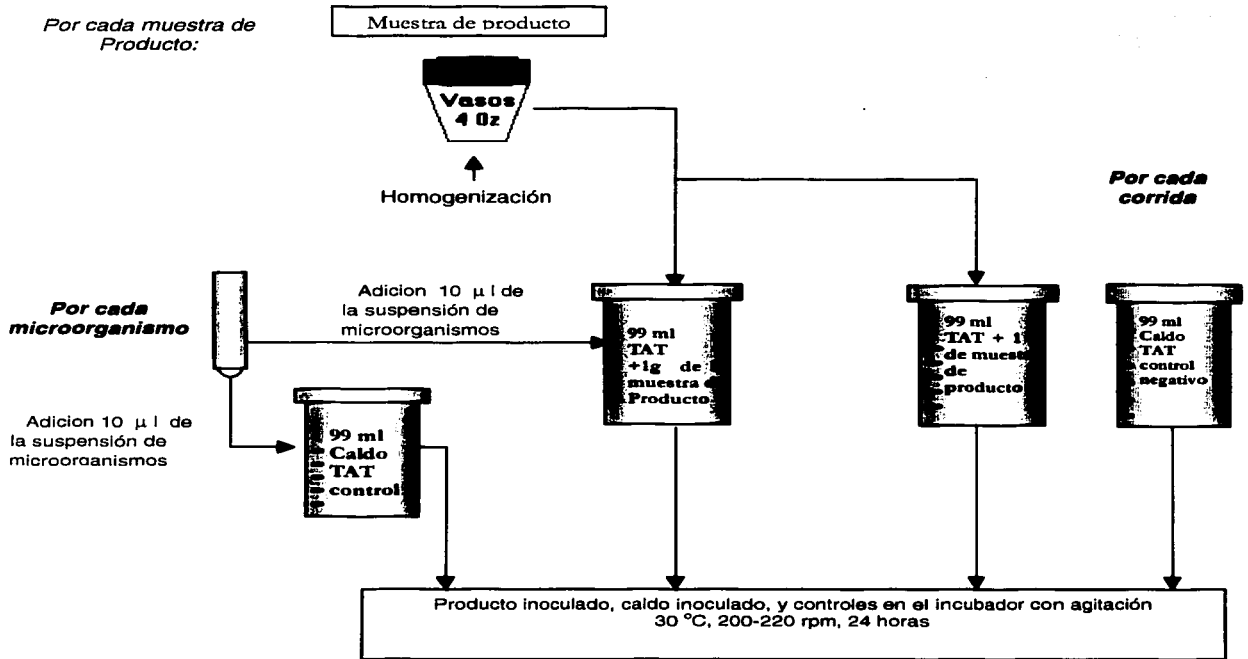 Por cada muestra de
Producto:
Muestra de producto
Vasos
4 Oz
Homogenización
Por cada
corrida
Por cada
microorganismo
Adicion 10 µl de
la suspensión de
microorganismos
99 ml
TAT
+1g de
muestra
Producto
99 ml
TAT + 1
de muest
de
producto
99 ml
Caldo
TAT
control
negativo
Adicion 10 µl de
la suspensión de
microorganismos
99 ml
Caldo
TAT
control
Producto inoculado, caldo inoculado, y controles en el incubador con agitación
30 °C, 200-220 rpm, 24 horas